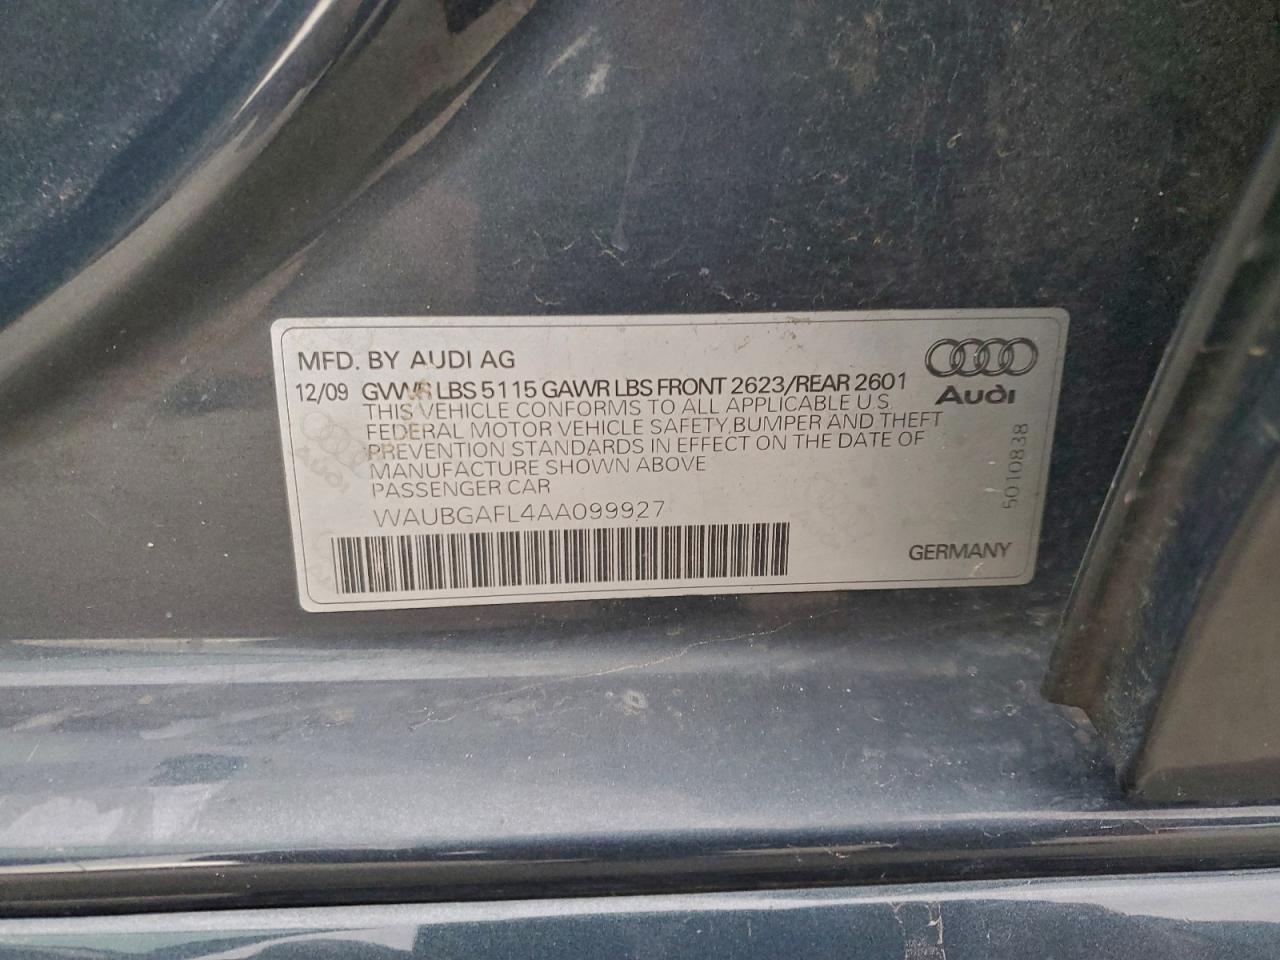 MFD. BY AUDI AG
12/09 GVWR LBS 5115 GAWR LBS FRONT 2623/REAR 2601
THIS VEHICLE CONFORMS TO ALL APPLICABLE U.S
FEDERAL MOTOR VEHICLE SAFETY,BUMPER AND THEFT
PREVENTION STANDARDS IN EFFECT ON THE DATE OF
MANUFACTURE SHOWN ABOVE
PASSENGER CAR
WAUBGAFL4AA099927
Audi
5010838
GERMANY